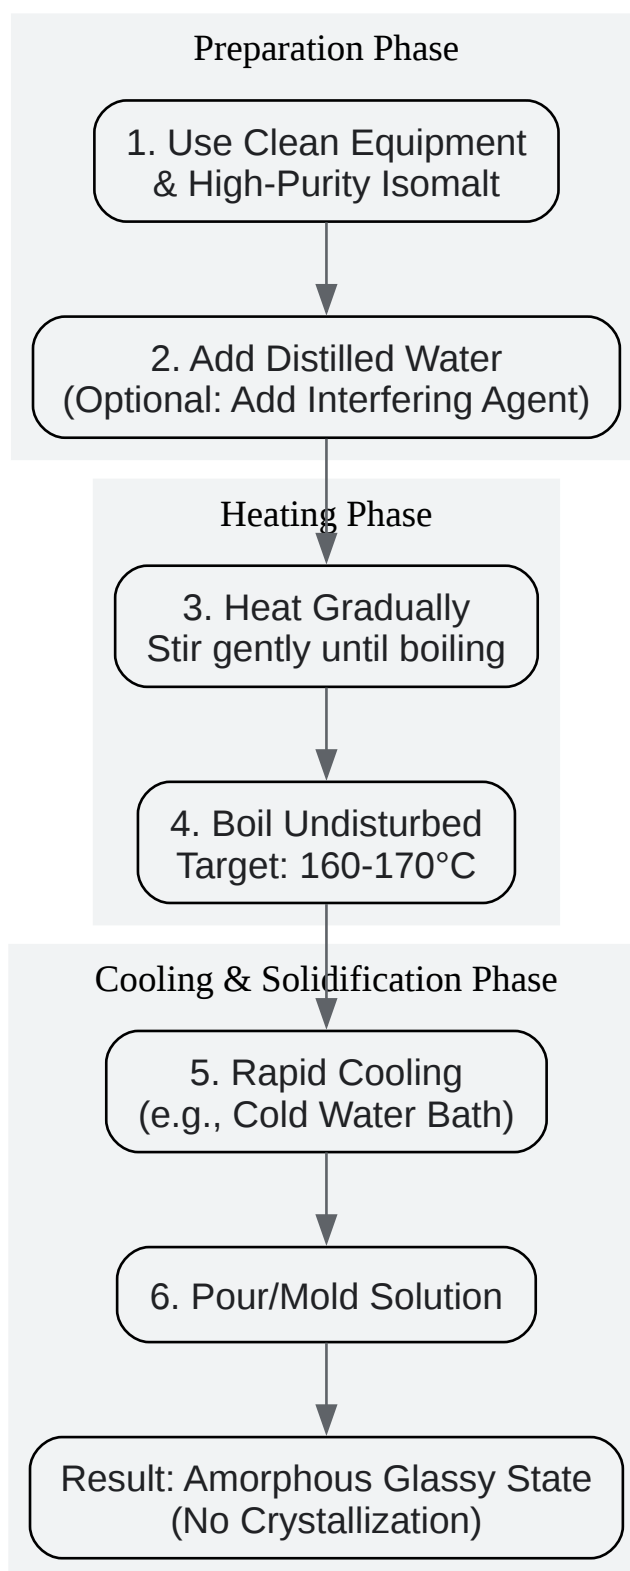 Preparation Phase
1. Use Clean Equipment
& High-Purity Isomalt
2. Add Distilled Water
(Optional: Add Interfering Agent)
Heating Phase
3. Heat Gradually
Stir gently until boiling
4. Boil Undisturbed
Target: 160-170°C
Cooling & Solidification Phase
5. Rapid Cooling
(e.g., Cold Water Bath)
6. Pour/Mold Solution
Result: Amorphous Glassy State
(No Crystallization)